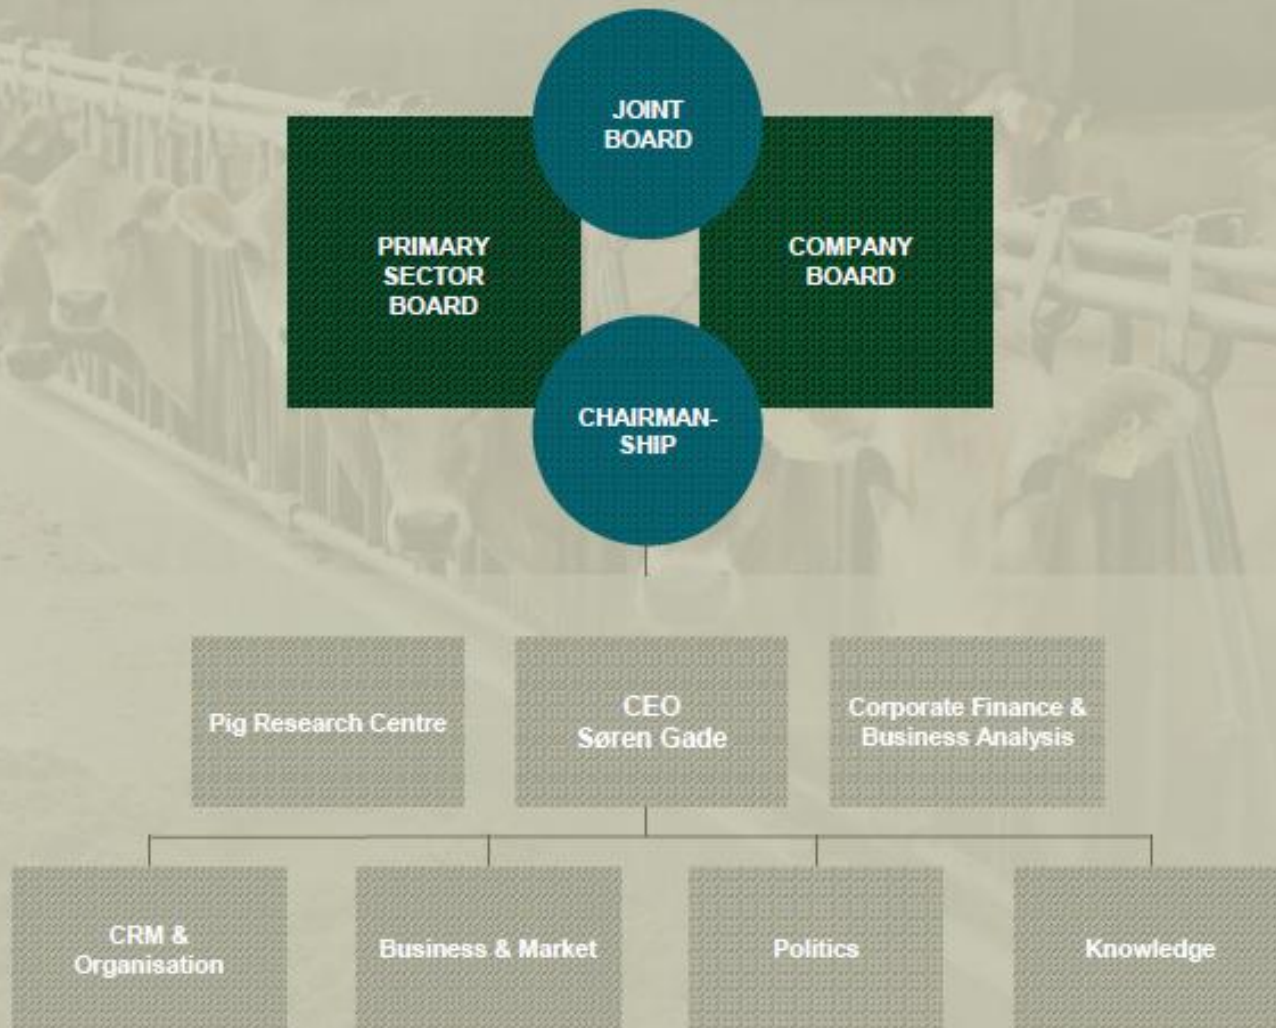 JOINT
BOARD
PRIMARY
SECTOR
BOARD
COMPANY
BOARD
CHAIRMAN-
SHIP
Pig Research Centre
CEO
Søren Gade
Corporate Finance &
Business Analysis
CRM &
Organisation
Business & Market
Politics
Knowledge